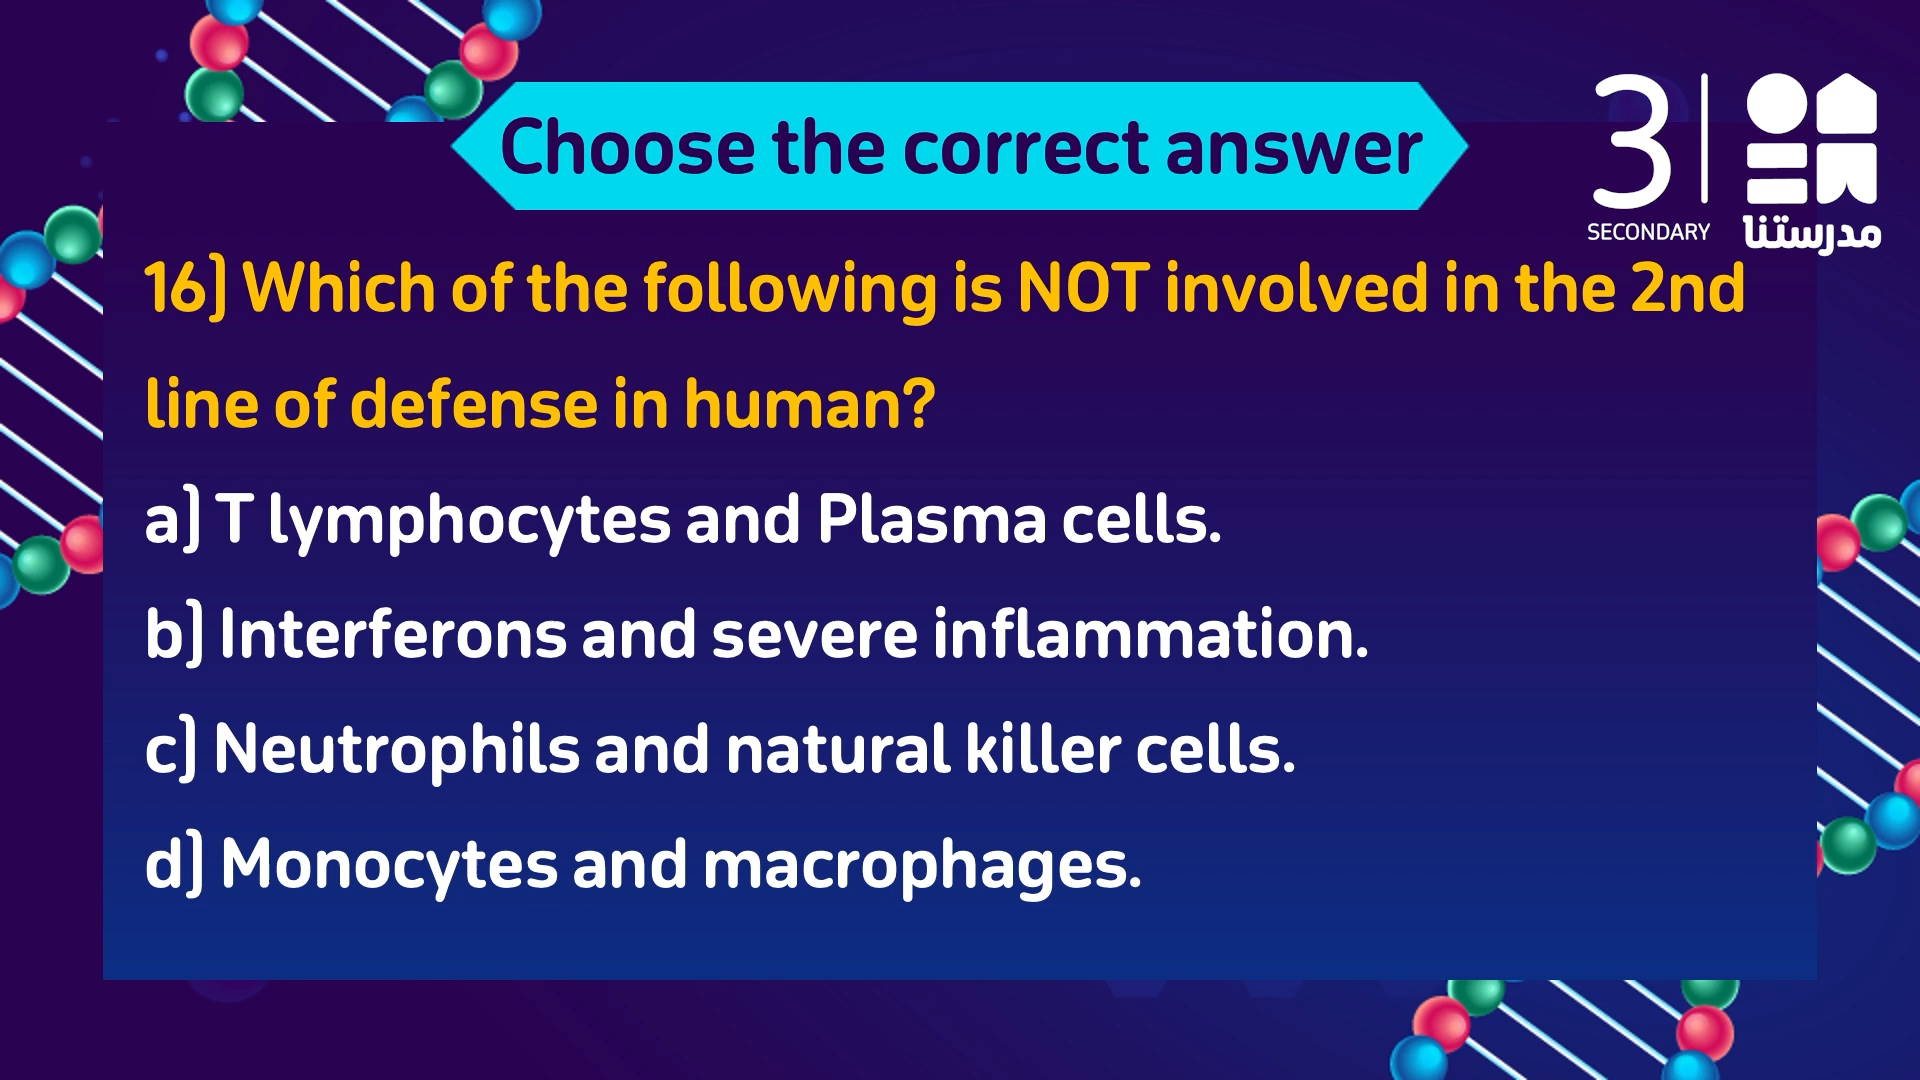 Choose the correct answer
3
SECONDARY
مدرستنا
16) Which of the following is NOT involved in the 2nd
line of defense in human?
a) T lymphocytes and Plasma cells.
b) Interferons and severe inflammation.
c) Neutrophils and natural killer cells.
d) Monocytes and macrophages.